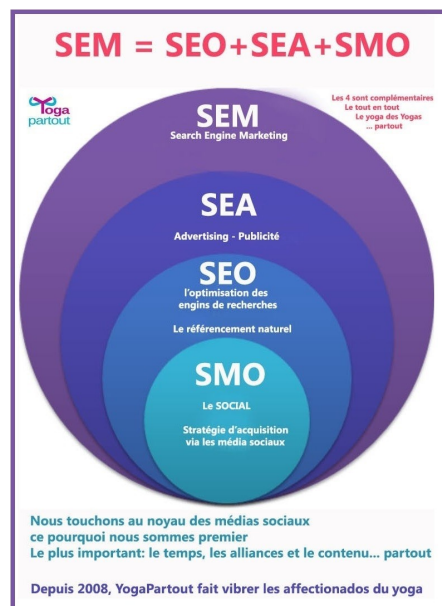 SEM = SEO+SEA+SMO
Yoga
partout
Les 4 sont complémentaires
Le tout en tout
Le yoga des Yogas
... partout
SEM
Search Engine Marketing
SEA
Advertising - Publicité
SEO
l'optimisation des
engins de recherches
Le référencement naturel
SMO
Le SOCIAL
Stratégie d'acquisition
via les média sociaux
Nous touchons au noyau des médias sociaux
ce pourquoi nous sommes premier
Le plus important: le temps, les alliances et le contenu... partout
Depuis 2008, YogaPartout fait vibrer les affectionados du yoga